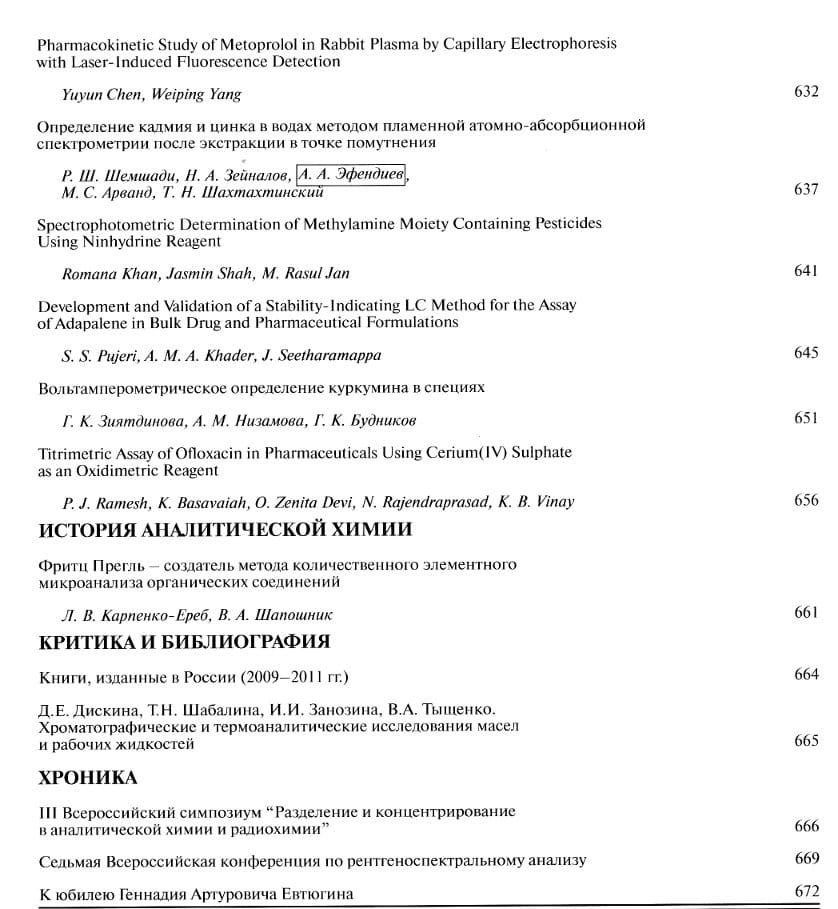 Pharmacokinetic Study of Metoprolol in Rabbit Plasma by Capillary Electrophoresis
with Laser-Induced Fluorescence Detection
Yuyun Chen, Weiping Yang 632
Определение кадмия и цинка в водах методом пламенной атомно-абсорбционной
спектрометрии после экстракции в точке помутнения
Р. Ш. Шемшади, Н. А. Зейналов, А. А. Эфендиев,
М. С. Арванд, Т. Н. Шахтахтинский 637
Spectrophotometric Determination of Methylamine Moiety Containing Pesticides
Using Ninhydrine Reagent
Romana Khan, Jasmin Shah, M. Rasul Jan 641
Development and Validation of a Stability-Indicating LC Method for the Assay
of Adapalene in Bulk Drug and Pharmaceutical Formulations
S. S. Pujeri, A. M. A. Khader, J. Seetharamappa 645
Вольтамперометрическое определение куркумина в специях
Г. К. Зиятдинова, А. М. Низамова, Г. К. Будников 651
Titrimetric Assay of Ofloxacin in Pharmaceuticals Using Cerium(IV) Sulphate
as an Oxidimetric Reagent
P. J. Ramesh, K. Basavaiah, O. Zenita Devi, N. Rajendraprasad, K. B. Vinay 656
ИСТОРИЯ АНАЛИТИЧЕСКОЙ ХИМИИ
Фритц Прегль – создатель метода количественного элементного
микроанализа органических соединений
Л. В. Карпенко-Ереб, В. А. Шапошник 661
КРИТИКА И БИБЛИОГРАФИЯ
Книги, изданные в России (2009–2011 гг.) 664
Д.Е. Дискина, Т.Н. Шабалина, И.И. Занозина, В.А. Тыщенко.
Хроматографические и термоаналитические исследования масел
и рабочих жидкостей 665
ХРОНИКА
III Всероссийский симпозиум “Разделение и концентрирование
в аналитической химии и радиохимии” 666
Седьмая Всероссийская конференция по рентгеноспектральному анализу 669
К юбилею Геннадия Артуровича Евтюгина 672